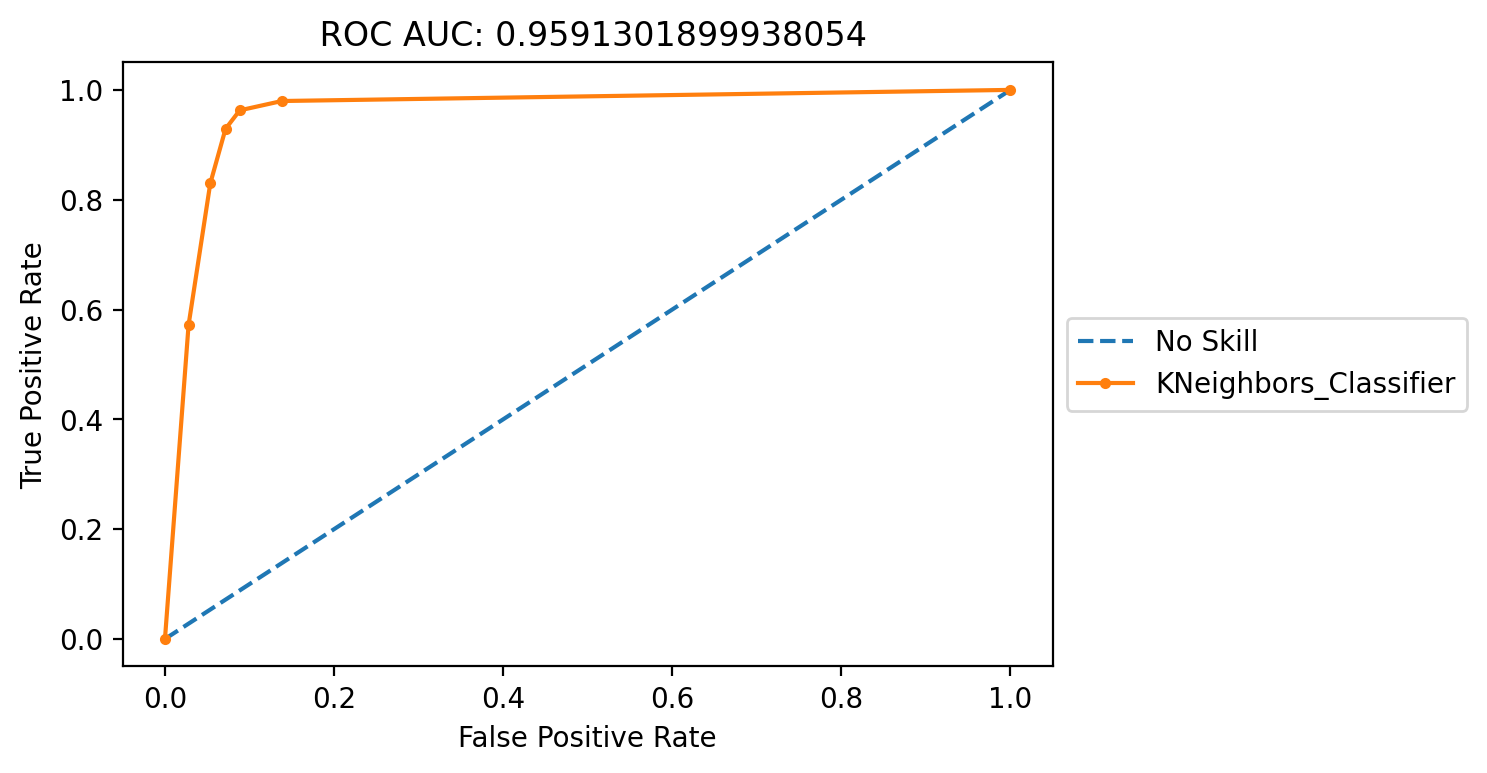 ROC AUC: 0.9591301899938054
True Positive Rate
1.0
0.8
0.6
0.4
0.2
0.0
0.0 0.2 0.4 0.6 0.8 1.0
False Positive Rate
No Skill
KNeighbors_Classifier